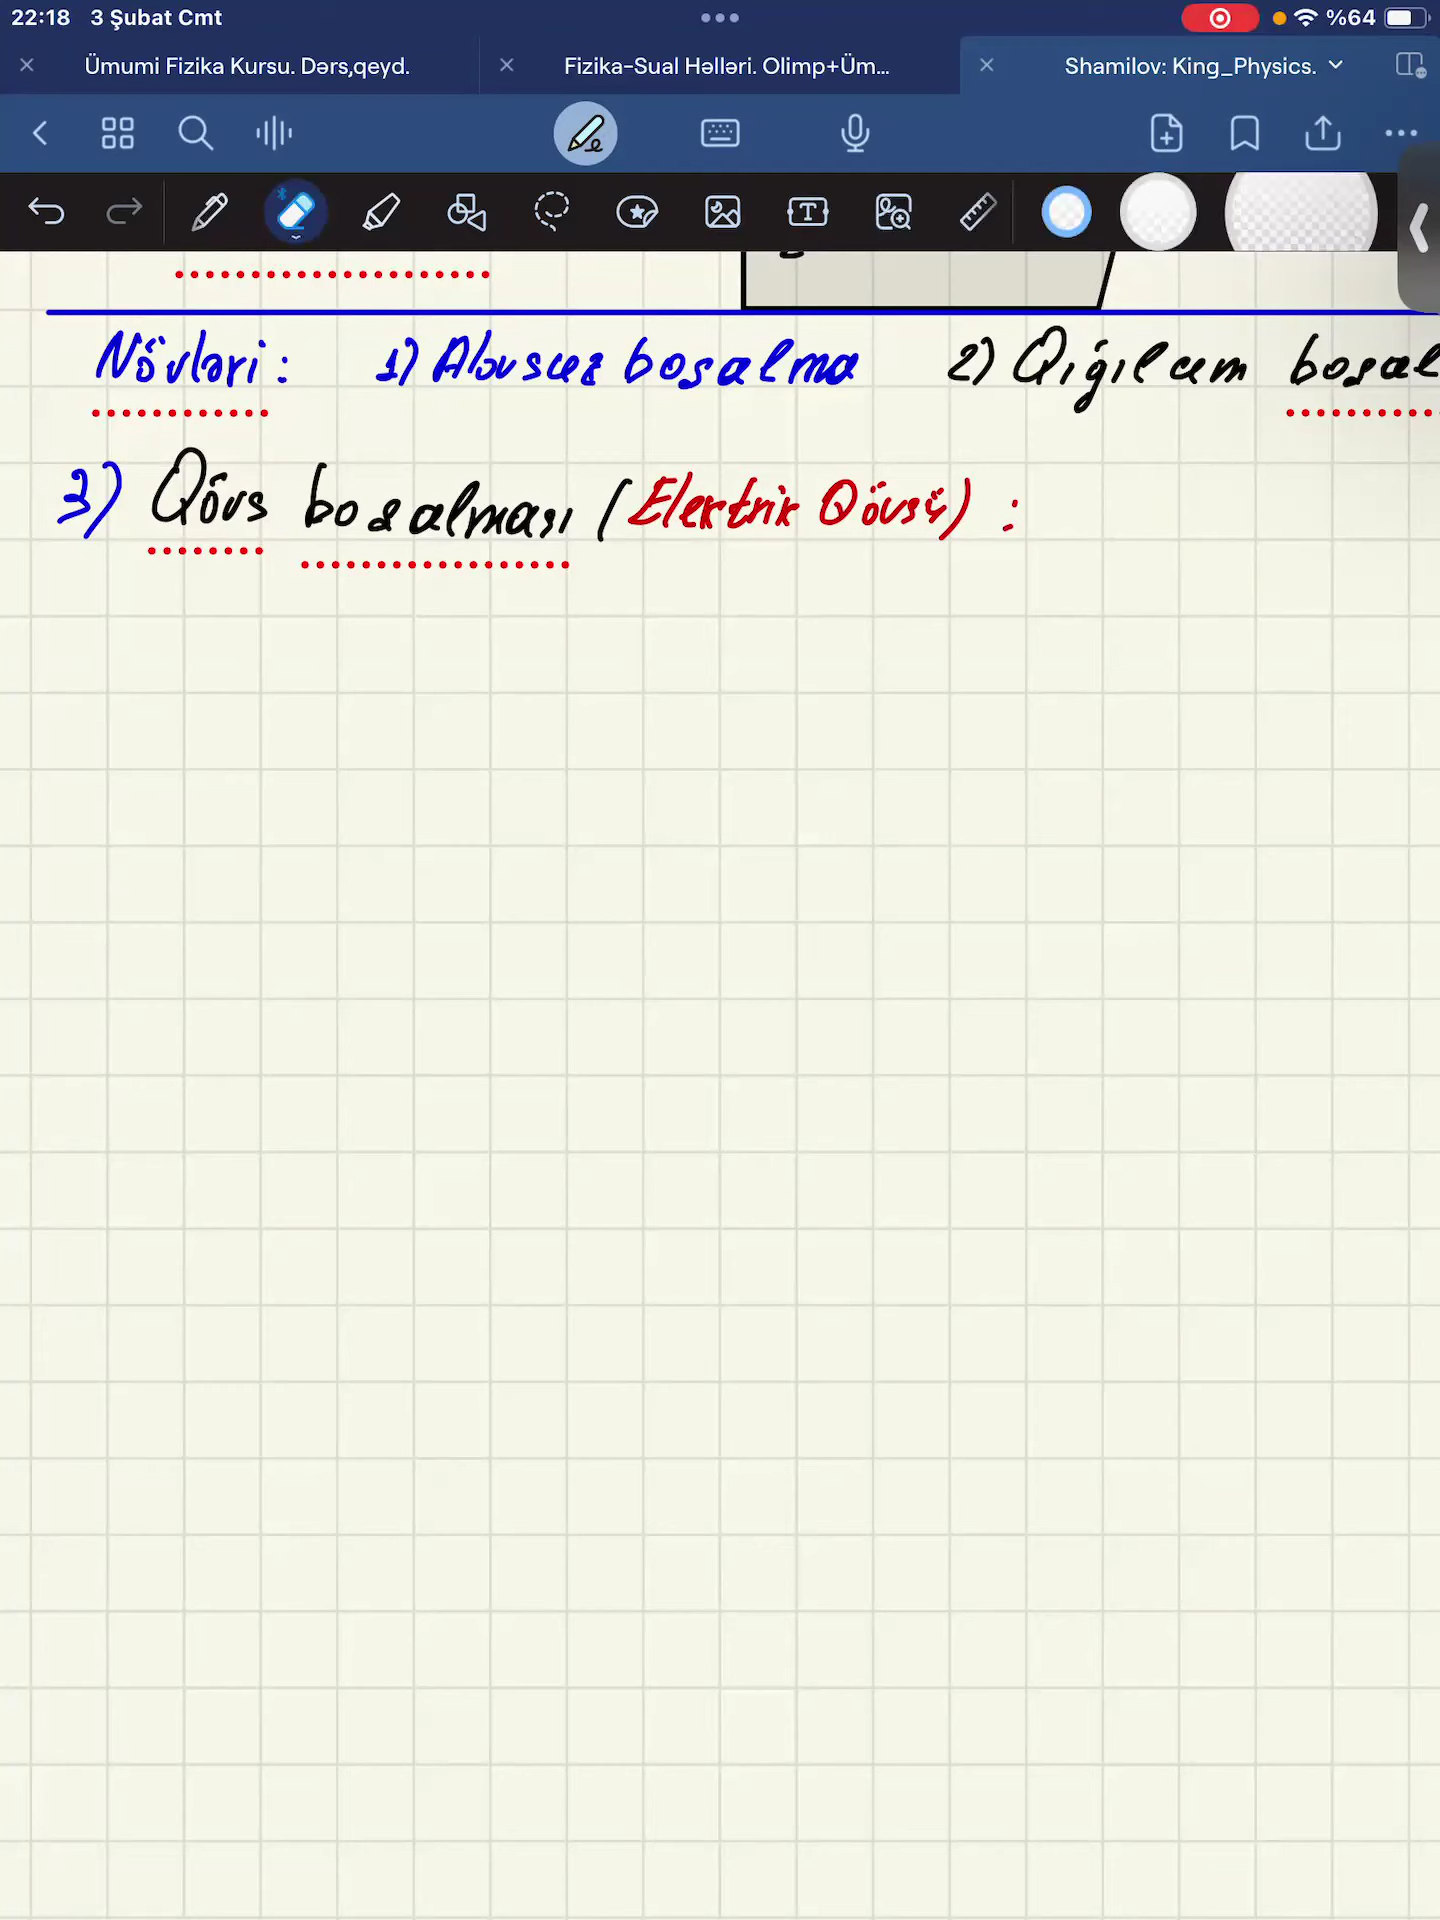 22:18 3 Şubat Cmt %64
Ümumi Fizika Kursu. Dərs,qeyd. Fizika-Sual Həlləri. Olimp+Üm... Shamilov: King_Physics.
Növləri: 1) Alovsuz boşalma 2) Qığılcım boşal
3) Qövs boşalması (Elektrik Qövsü) :